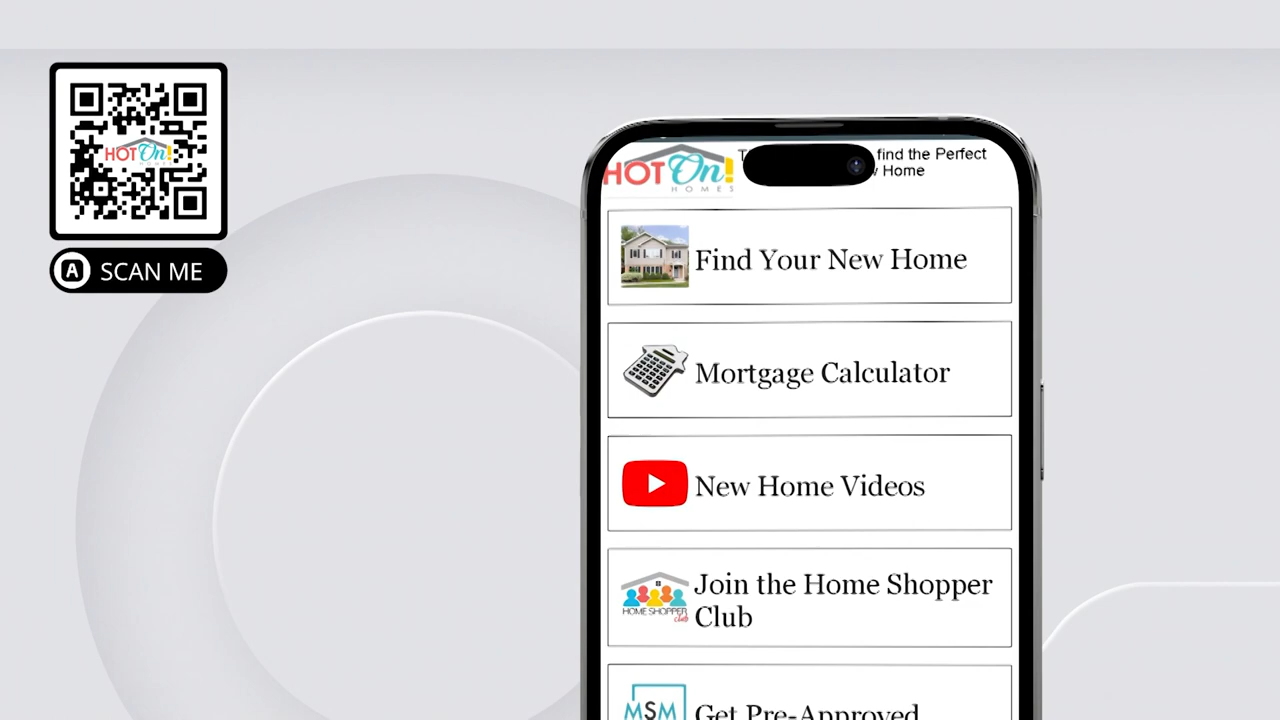 HOT On!
HOMES
A SCAN ME
HOT On!
HOMES
find the Perfect
Home
Find Your New Home
Mortgage Calculator
New Home Videos
Join the Home Shopper
Club
HOME SHOPPER
club
MSM
Get Pre-Approved